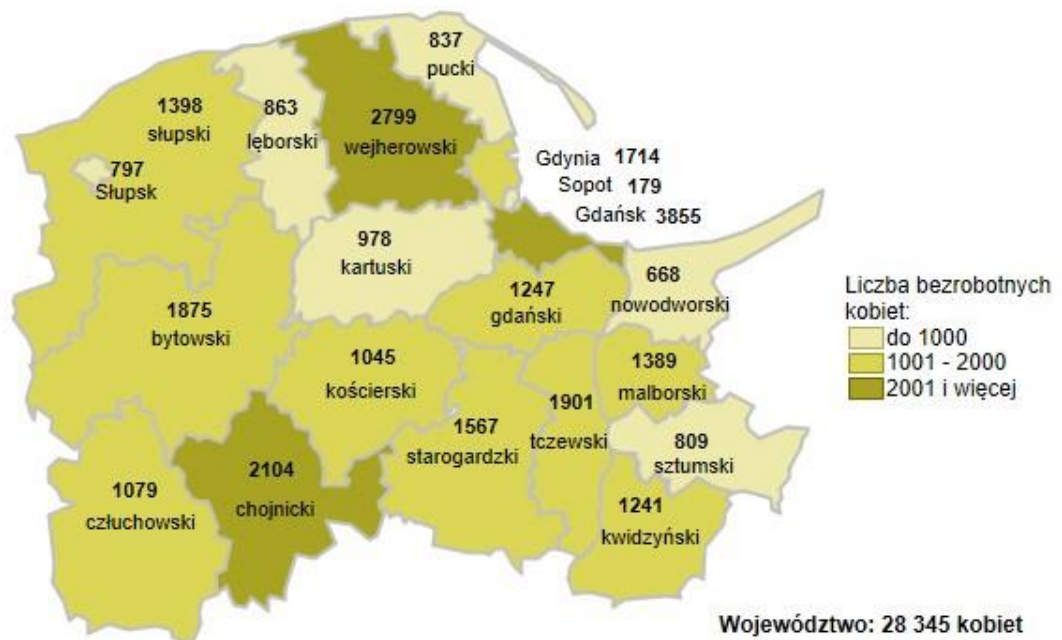 837
pucki
1398
słupski
863
lęborski
2799
wejherowski
797
Słupsk
Gdynia 1714
Sopot 179
Gdańsk 3855
978
kartuski
668
nowodworski
1247
gdański
1875
bytowski
1045
kościerski
1389
malborski
1901
tczewski
1567
starogardzki
809
sztumski
2104
chojnicki
1079
człuchowski
1241
kwidzyński
Liczba bezrobotnych
kobiet:
do 1000
1001 - 2000
2001 i więcej
Województwo: 28 345 kobiet